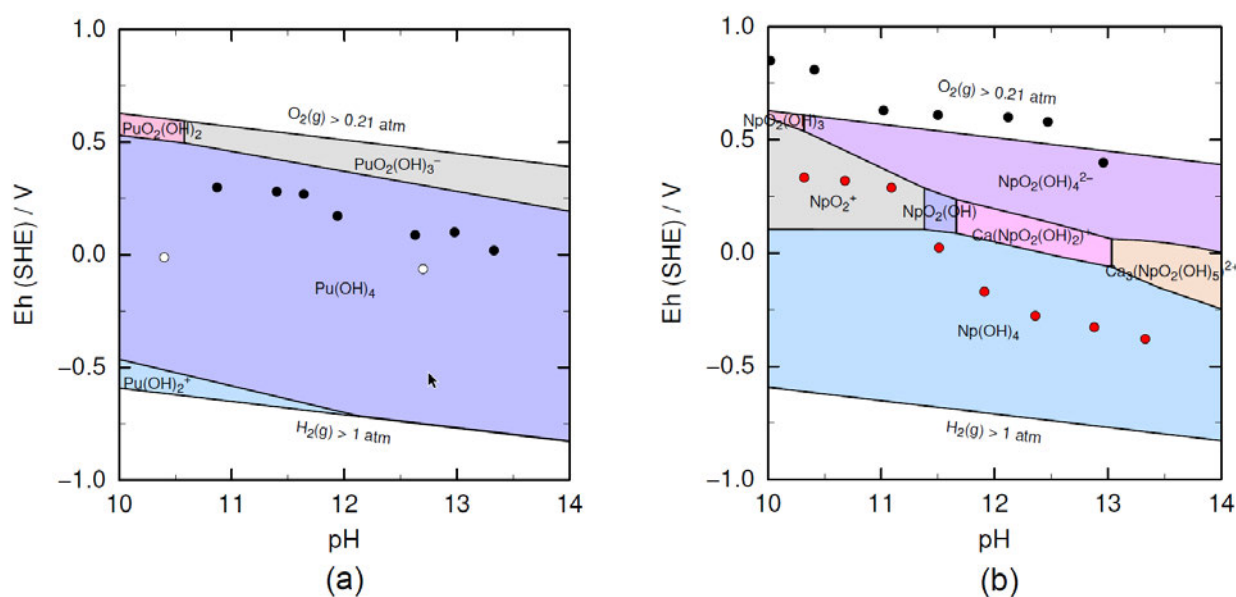 1.0
0.5
0.0
−0.5
−1.0
Eh (SHE) / V
O₂(g) > 0.21 atm
PuO₂(OH)₂
PuO₂(OH)₃⁻
Pu(OH)₄
Pu(OH)₂⁺
H₂(g) > 1 atm
10 11 12 13 14
pH
(a)
1.0
0.5
0.0
−0.5
−1.0
Eh (SHE) / V
O₂(g) > 0.21 atm
NpO₂(OH)₃
NpO₂(OH)₄²⁻
NpO₂⁺
NpO₂(OH)
Ca(NpO₂(OH)₂)⁺
Ca₃(NpO₂(OH)₅)²⁺
Np(OH)₄
H₂(g) > 1 atm
10 11 12 13 14
pH
(b)